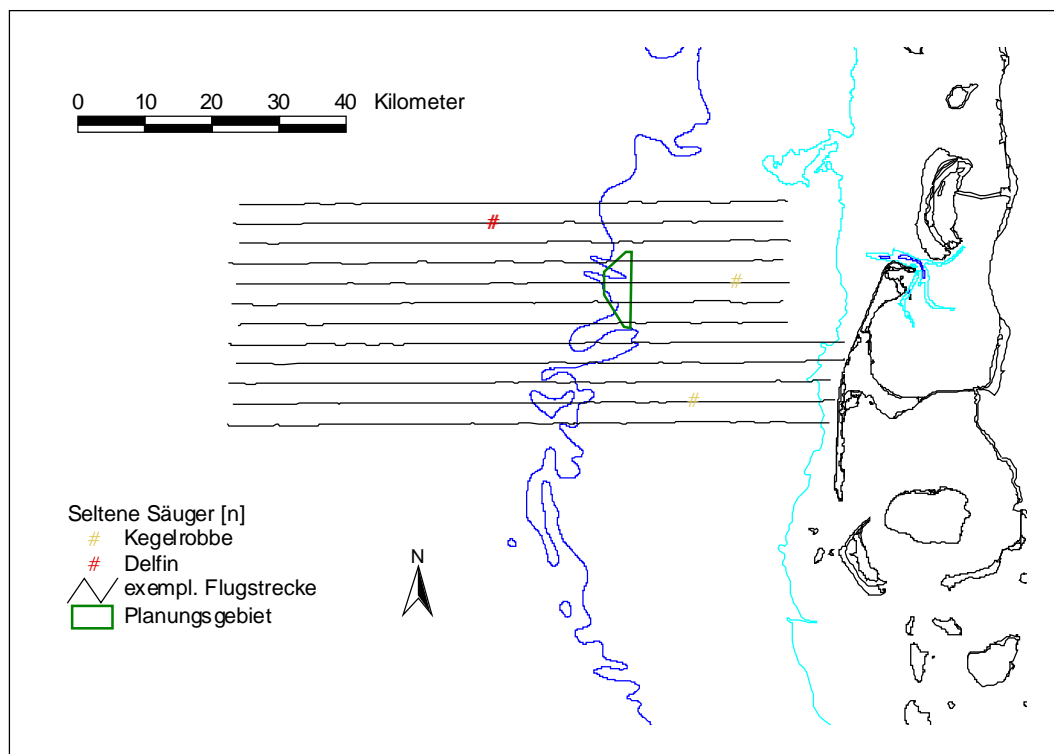 0 10 20 30 40 Kilometer
Seltene Säuger [n]
# Kegelrobbe
# Delfin
exempl. Flugstrecke
Planungsgebiet
N
#
#
#